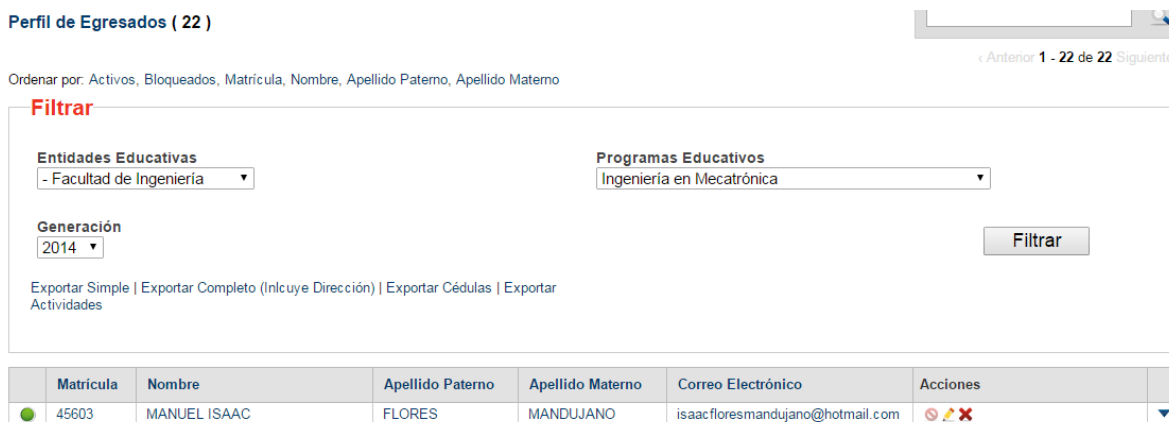 Perfil de Egresados ( 22 )
‹ Anterior 1 - 22 de 22 Siguiente
Ordenar por: Activos, Bloqueados, Matrícula, Nombre, Apellido Paterno, Apellido Materno
Filtrar
Entidades Educativas
Programas Educativos
- Facultad de Ingeniería
Ingeniería en Mecatrónica
Generación
2014
Filtrar
Exportar Simple | Exportar Completo (Inlcuye Dirección) | Exportar Cédulas | Exportar
Actividades
Matrícula Nombre Apellido Paterno Apellido Materno Correo Electrónico Acciones
45603 MANUEL ISAAC FLORES MANDUJANO isaacfloresmandujano@hotmail.com